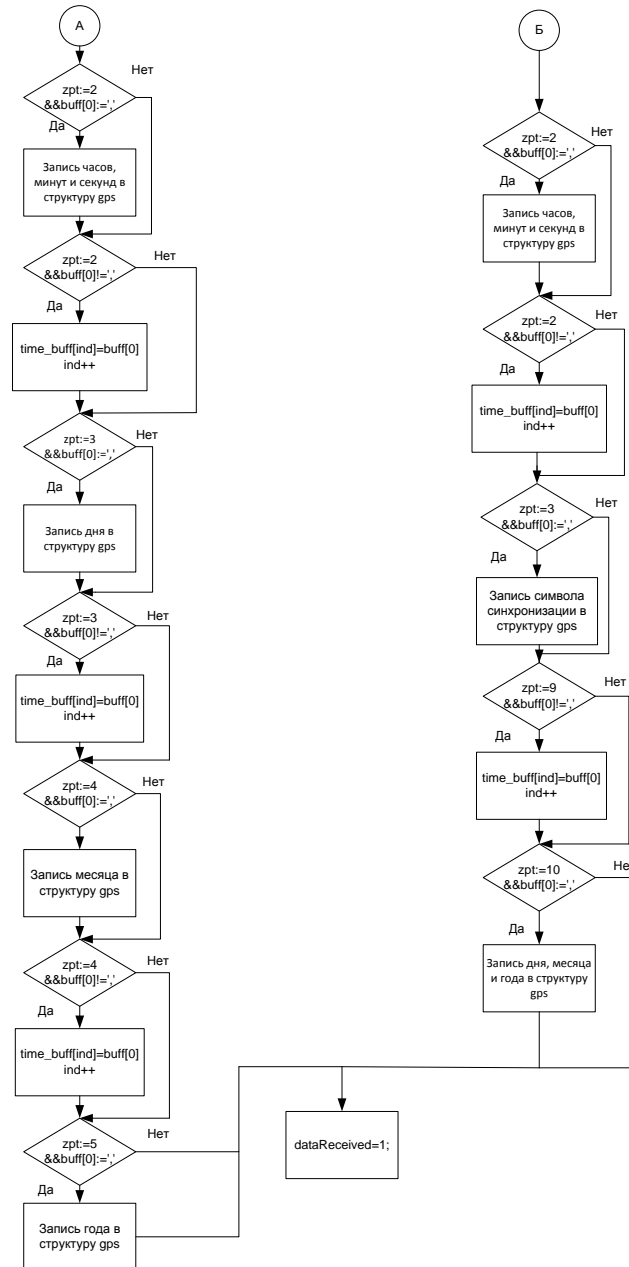 А
Нет
zpt:=2
&&buff[0]:=','
Да
Запись часов,
минут и секунд в
структуру gps
zpt:=2
&&buff[0]!=','
Нет
Да
time_buff[ind]=buff[0]
ind++
zpt:=3
&&buff[0]:=','
Нет
Да
Запись дня в
структуру gps
zpt:=3
&&buff[0]!=','
Нет
Да
time_buff[ind]=buff[0]
ind++
zpt:=4
&&buff[0]:=','
Нет
Да
Запись месяца в
структуру gps
zpt:=4
&&buff[0]!=','
Нет
Да
time_buff[ind]=buff[0]
ind++
zpt:=5
&&buff[0]:=','
Нет
Да
Запись года в
структуру gps
Б
Нет
zpt:=2
&&buff[0]:=','
Да
Запись часов,
минут и секунд в
структуру gps
zpt:=2
&&buff[0]!=','
Нет
Да
time_buff[ind]=buff[0]
ind++
zpt:=3
&&buff[0]:=','
Нет
Да
Запись символа
синхронизации в
структуру gps
zpt:=9
&&buff[0]!=','
Нет
Да
time_buff[ind]=buff[0]
ind++
zpt:=10
&&buff[0]:=','
Да
Запись дня, месяца
и года в структуру
gps
dataReceived=1;